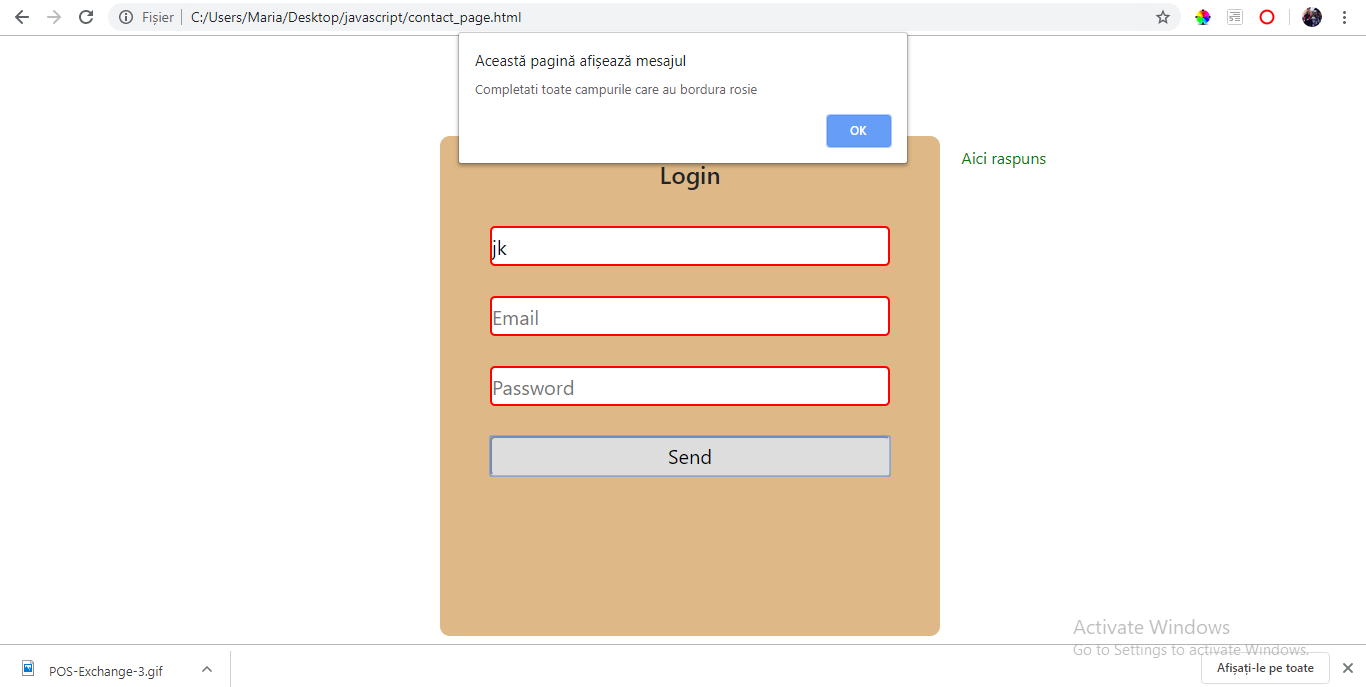 Fișier
C:/Users/Maria/Desktop/javascript/contact_page.html
Această pagină afișează mesajul
Completati toate campurile care au bordura rosie
OK
Login
Aici raspuns
jk
Email
Password
Send
Activate Windows
Go to Settings to activate Windows.
POS-Exchange-3.gif
Afișați-le pe toate